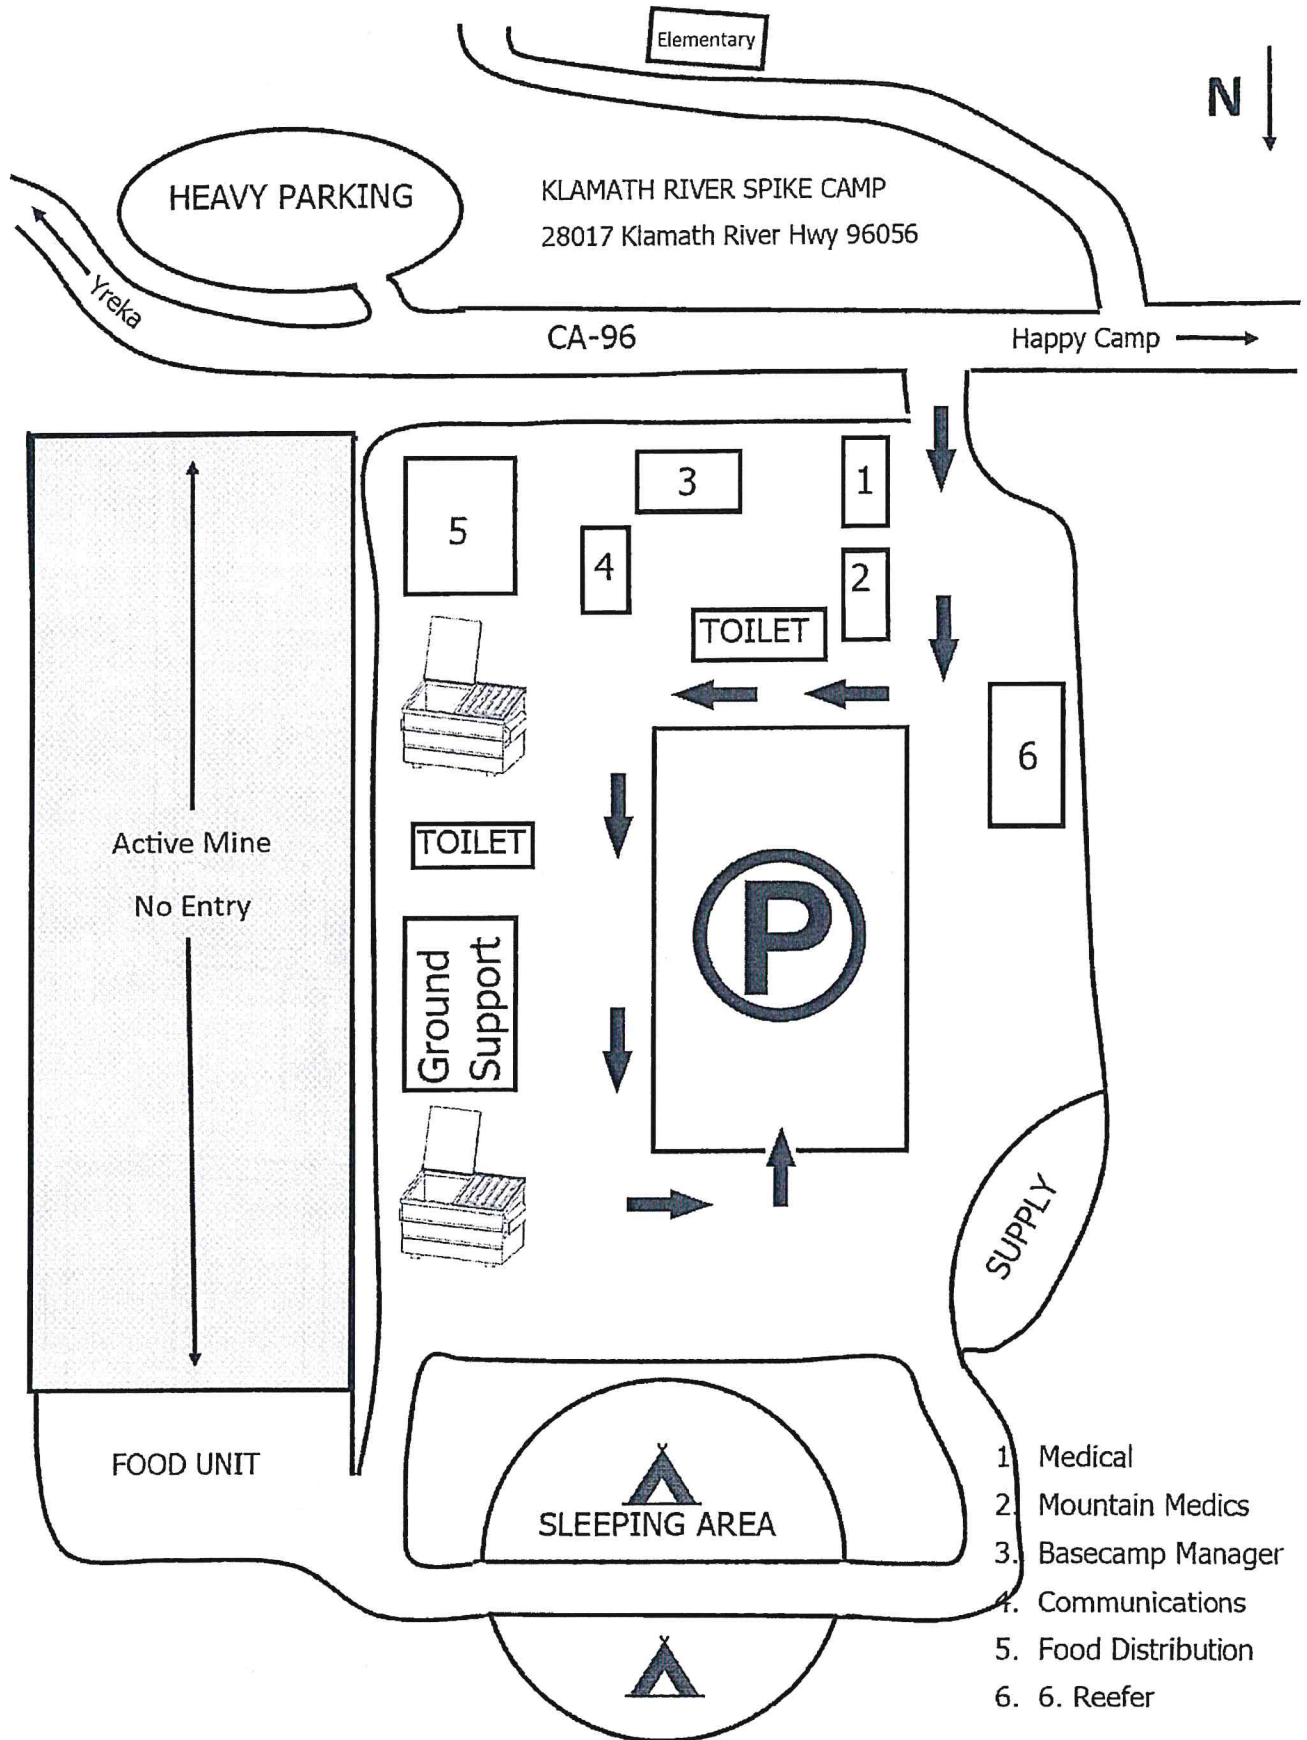 Elementary
N
HEAVY PARKING
KLAMATH RIVER SPIKE CAMP
28017 Klamath River Hwy 96056
Yreka
CA-96
Happy Camp
5
3
1
4
2
TOILET
6
Active Mine
No Entry
TOILET
P
Ground
Support
SUPPLY
FOOD UNIT
SLEEPING AREA
1. Medical
2. Mountain Medics
3. Basecamp Manager
4. Communications
5. Food Distribution
6. 6. Reefer